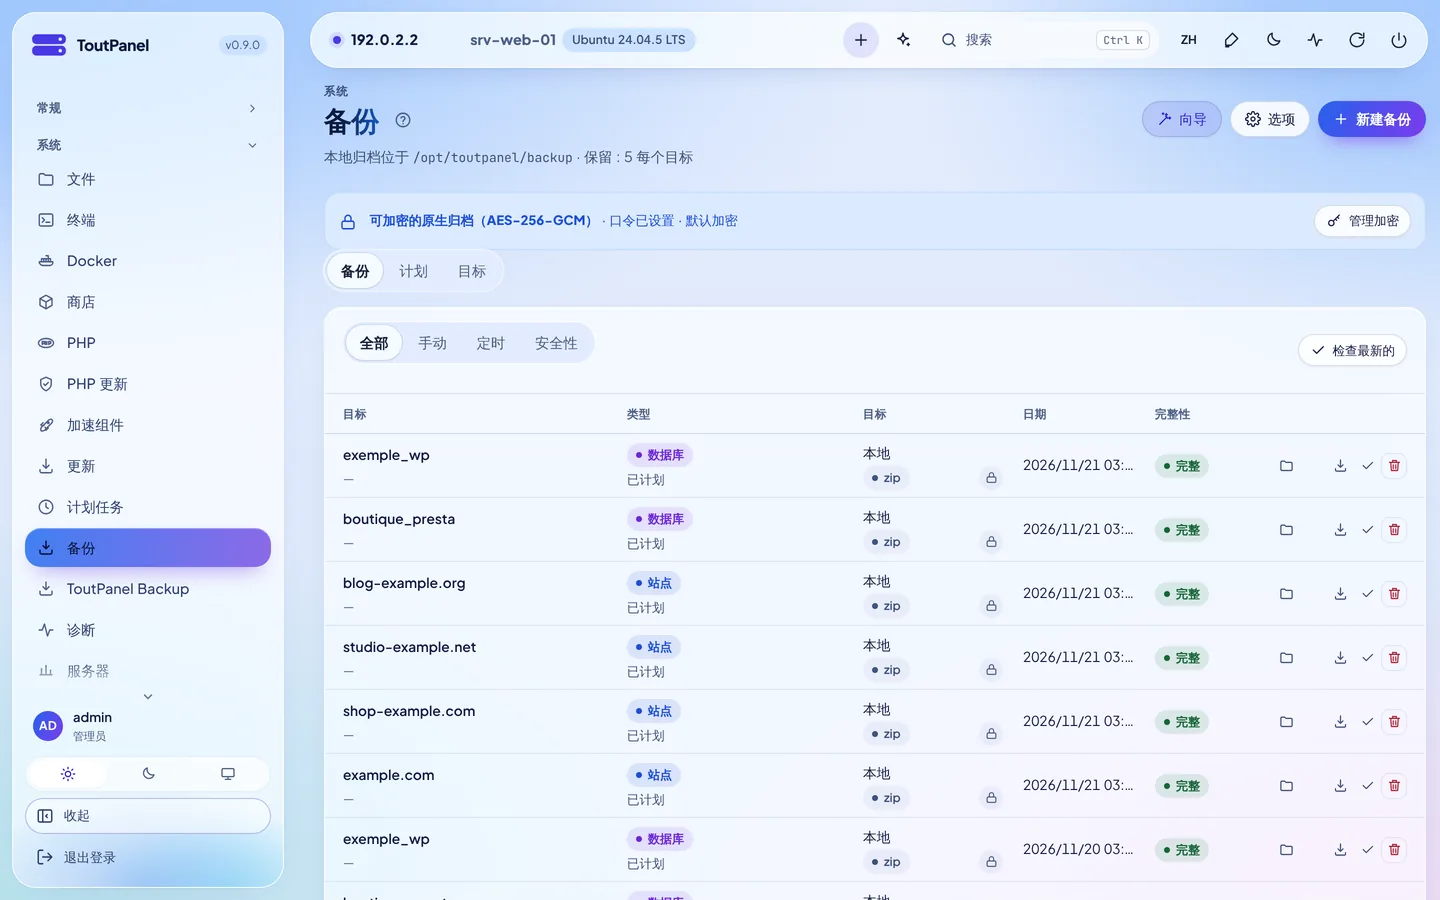 ToutPanel
v0.9.0
常规
系统
文件
终端
Docker
商店
PHP
PHP 更新
加速组件
更新
计划任务
备份
ToutPanel Backup
诊断
服务器
AD
admin
管理员
收起
退出登录
192.0.2.2
srv-web-01
Ubuntu 24.04.5 LTS
搜索
Ctrl K
ZH
系统
备份
本地归档位于 /opt/toutpanel/backup · 保留 : 5 每个目标
向导
选项
新建备份
可加密的原生归档（AES-256-GCM） · 口令已设置 · 默认加密
管理加密
备份 计划 目标
全部 手动 定时 安全性
检查最新的
目标 类型 目标 日期 完整性
exemple_wp 数据库 本地 2026/11/21 03:... 完整
— 已计划 zip
boutique_presta 数据库 本地 2026/11/21 03:... 完整
— 已计划 zip
blog-example.org 站点 本地 2026/11/21 03:... 完整
— 已计划 zip
studio-example.net 站点 本地 2026/11/21 03:... 完整
— 已计划 zip
shop-example.com 站点 本地 2026/11/21 03:... 完整
— 已计划 zip
example.com 站点 本地 2026/11/21 03:... 完整
— 已计划 zip
exemple_wp 数据库 本地 2026/11/20 03:... 完整
— 已计划 zip